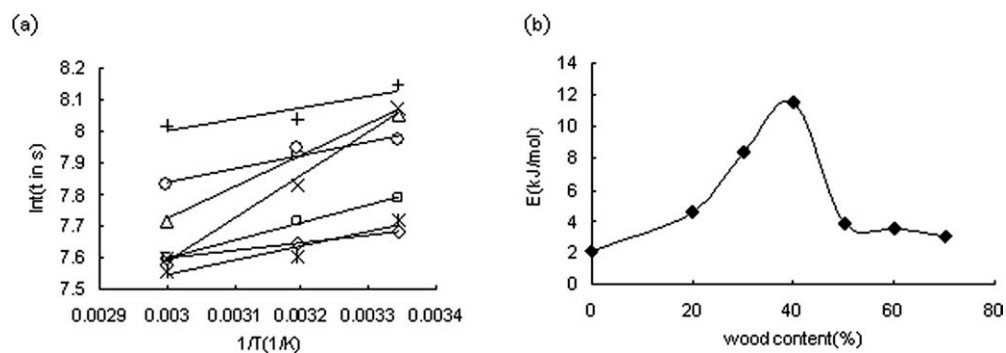 (a)
8.2
8.1
8
7.9
7.8
7.7
7.6
7.5
lnt(t in s)
0.0029 0.003 0.0031 0.0032 0.0033 0.0034
1/T(1/K)
(b)
14
12
10
8
6
4
2
0
E(kJ/mol)
0 20 40 60 80
wood content(%)